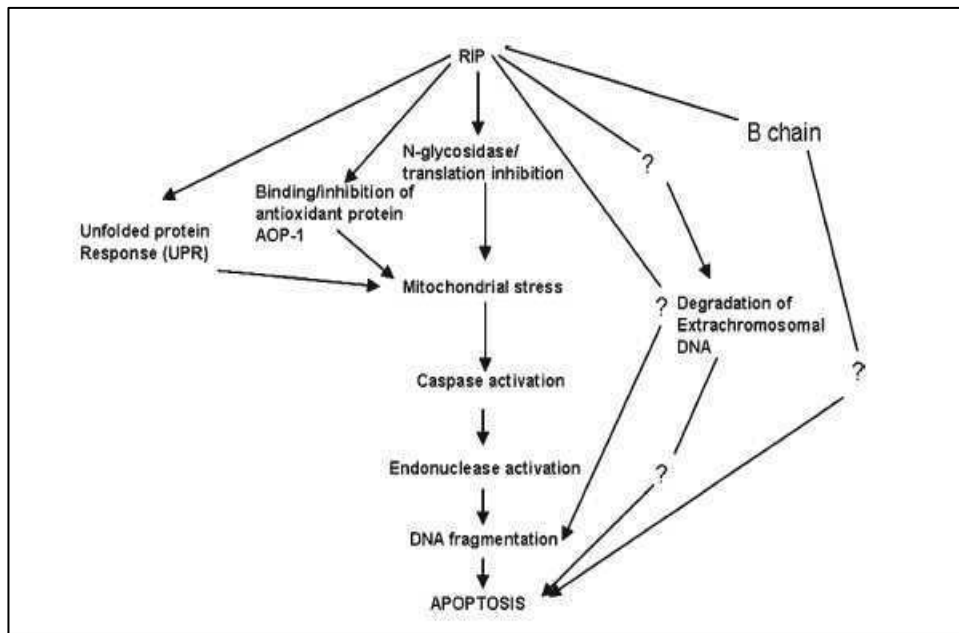 RIP
B chain
N-glycosidase/
translation inhibition
?
Binding/inhibition of
antioxidant protein
AOP-1
Unfolded protein
Response (UPR)
Mitochondrial stress
?
Degradation of
Extrachromosomal
DNA
?
Caspase activation
Endonuclease activation
?
DNA fragmentation
APOPTOSIS